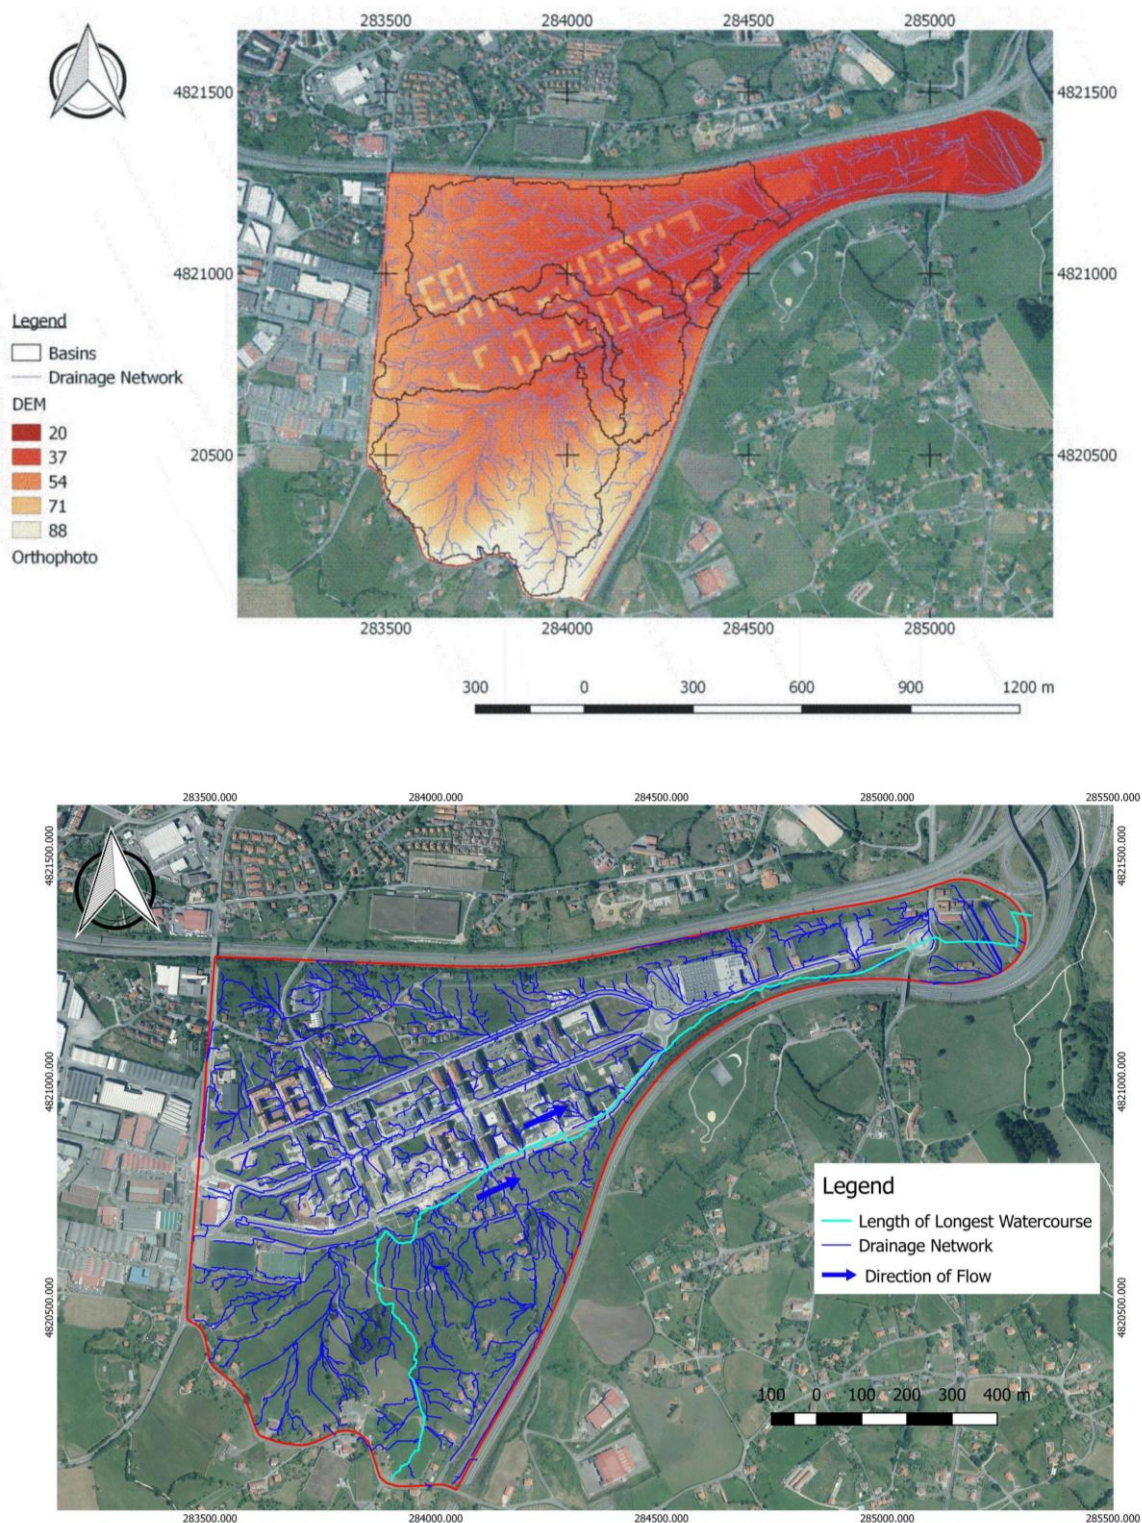 283500 284000 284500 285000
4821500 4821500
4821000 4821000
20500 4820500
Legend
Basins
Drainage Network
DEM
20
37
54
71
88
Orthophoto
283500 284000 284500 285000
300 0 300 600 900 1200 m
283500.000 284000.000 284500.000 285000.000 285500.000
4821500.000 4821500.000
4821000.000 4821000.000
4820500.000 4820500.000
Legend
Length of Longest Watercourse
Drainage Network
Direction of Flow
100 0 100 200 300 400 m
283500.000 284000.000 284500.000 285000.000 285500.000